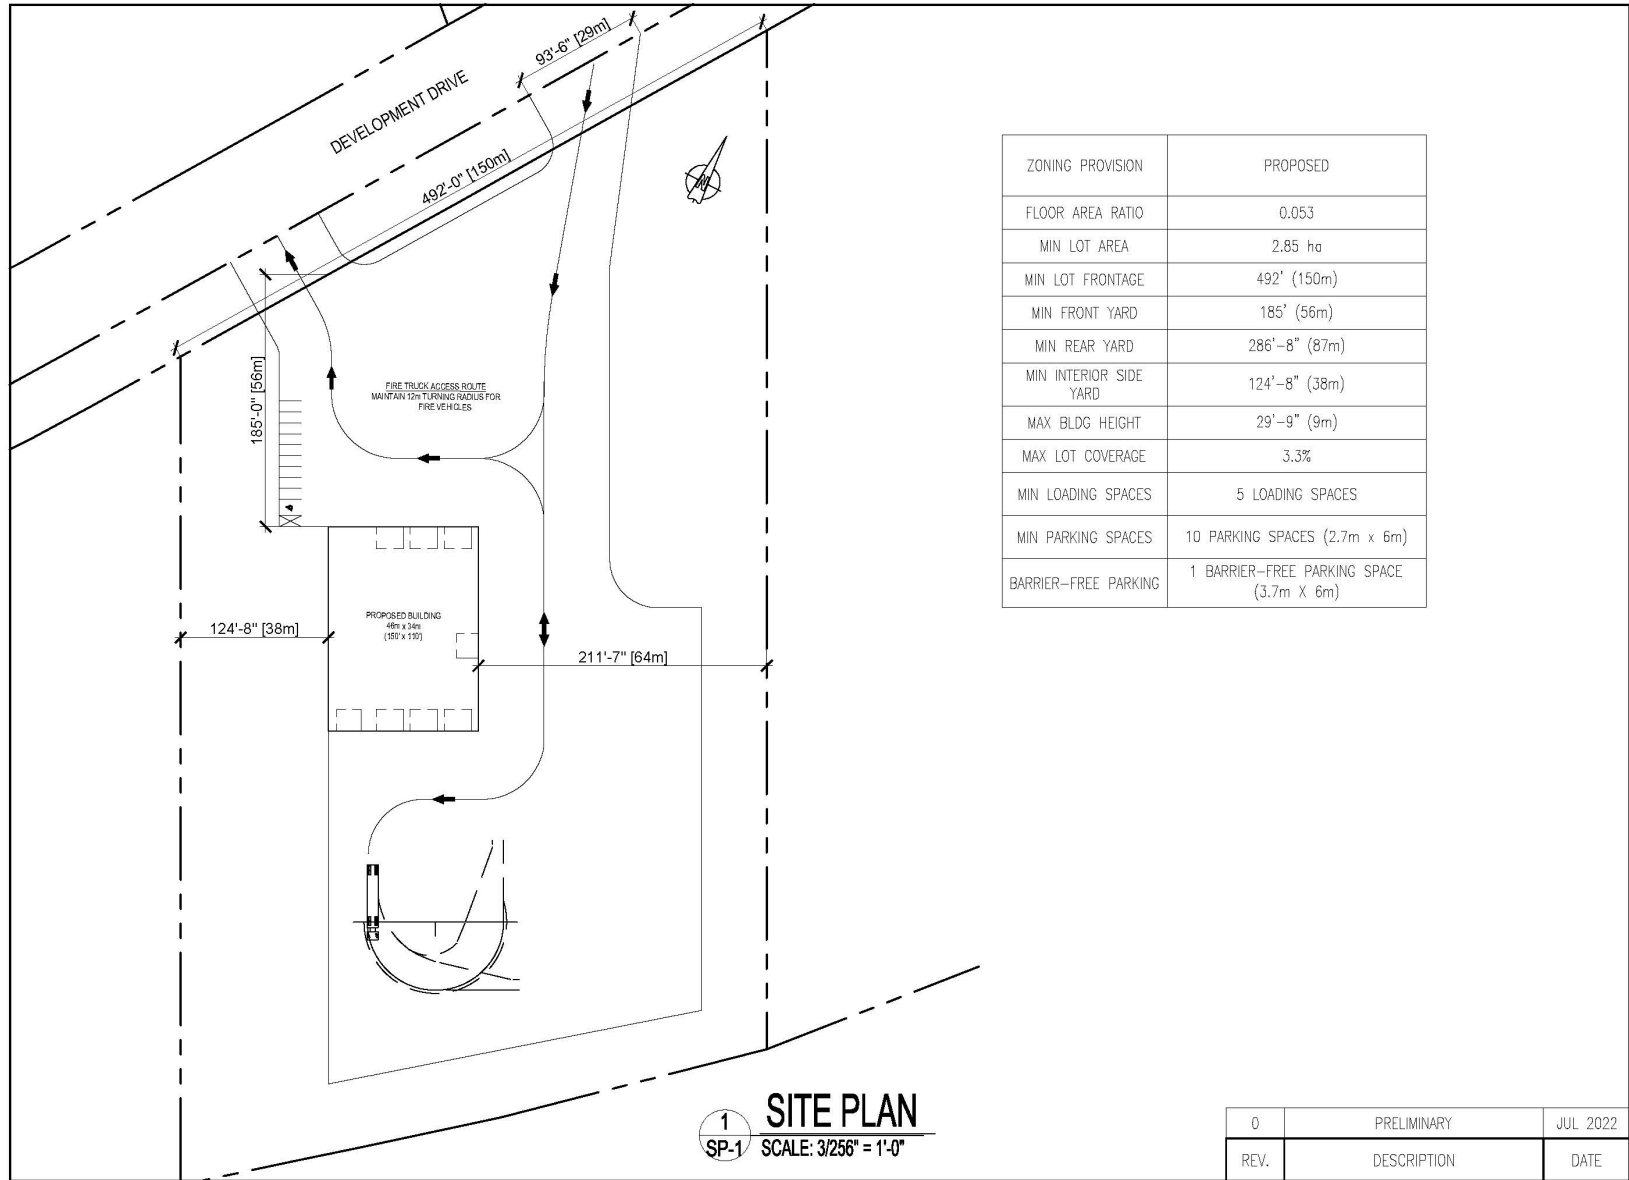 DEVELOPMENT DRIVE
93'-6" [29m]
492'-0" [150m]
N
185'-0" [56m]
FIRE TRUCK ACCESS ROUTE
MAINTAIN 12m TURNING RADIUS FOR
FIRE VEHICLES
PROPOSED BUILDING
46m x 34m
(150' x 110')
124'-8" [38m]
211'-7" [64m]
ZONING PROVISION PROPOSED
FLOOR AREA RATIO 0.053
MIN LOT AREA 2.85 ha
MIN LOT FRONTAGE 492' (150m)
MIN FRONT YARD 185' (56m)
MIN REAR YARD 286'-8" (87m)
MIN INTERIOR SIDE
YARD 124'-8" (38m)
MAX BLDG HEIGHT 29'-9" (9m)
MAX LOT COVERAGE 3.3%
MIN LOADING SPACES 5 LOADING SPACES
MIN PARKING SPACES 10 PARKING SPACES (2.7m x 6m)
BARRIER-FREE PARKING 1 BARRIER-FREE PARKING SPACE
(3.7m X 6m)
1
SP-1
SITE PLAN
SCALE: 3/256" = 1'-0"
0 PRELIMINARY JUL 2022
REV. DESCRIPTION DATE